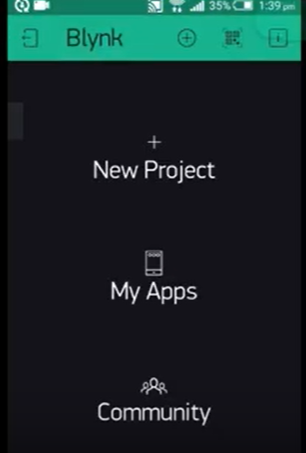 35% 1:39 pm
Blynk
New Project
My Apps
Community